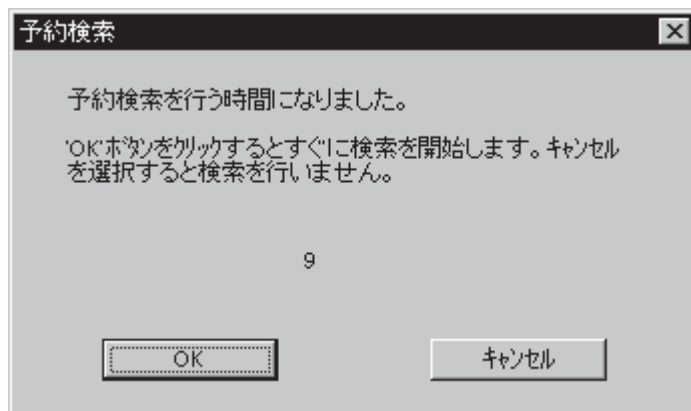 予約検索
予約検索を行う時間になりました。
'OK'ﾎﾞﾀﾝをｸﾘｯｸするとすぐに検索を開始します。ｷｬﾝｾﾙ
を選択すると検索を行いません。
9
OK
ｷｬﾝｾﾙ